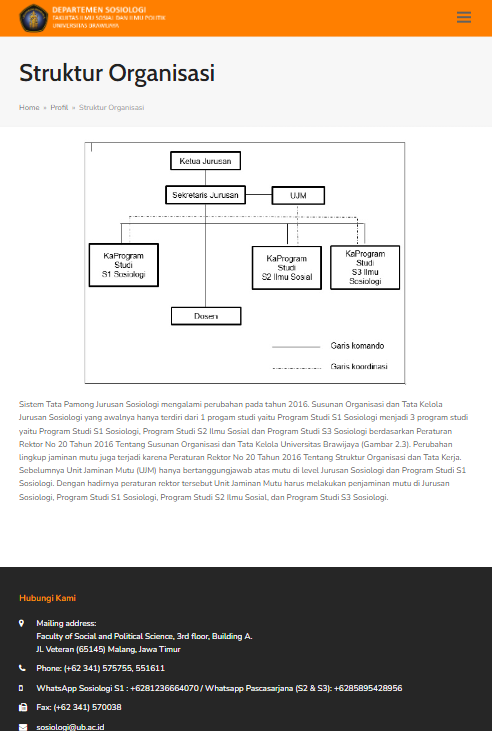 DEPARTEMEN SOSIOLOGI
FAKULTAS ILMU SOSIAL DAN ILMU POLITIK
UNIVERSITAS BRAWIJAYA
Struktur Organisasi
Home » Profil » Struktur Organisasi
Ketua Jurusan
Sekretaris Jurusan
UJM
KaProgram
Studi
S1 Sosiologi
KaProgram
Studi
S2 Ilmu Sosial
KaProgram
Studi
S3 Ilmu
Sosiologi
Dosen
Garis komando
Garis koordinasi
Sistem Tata Pamong Jurusan Sosiologi mengalami perubahan pada tahun 2016. Susunan Organisasi dan Tata Kelola
Jurusan Sosiologi yang awalnya hanya terdiri dari 1 progam studi yaitu Program Studi S1 Sosiologi menjadi 3 program studi
yaitu Program Studi S1 Sosiologi, Program Studi S2 Ilmu Sosial dan Program Studi S3 Sosiologi berdasarkan Peraturan
Rektor No 20 Tahun 2016 Tentang Susunan Organisasi dan Tata Kelola Universitas Brawijaya (Gambar 2.3). Perubahan
lingkup jaminan mutu juga terjadi karena Peraturan Rektor No 20 Tahun 2016 Tentang Struktur Organisasi dan Tata Kerja.
Sebelumnya Unit Jaminan Mutu (UJM) hanya bertanggungjawab atas mutu di level Jurusan Sosiologi dan Program Studi S1
Sosiologi. Dengan hadirnya peraturan rektor tersebut Unit Jaminan Mutu harus melakukan penjaminan mutu di Jurusan
Sosiologi, Program Studi S1 Sosiologi, Program Studi S2 Ilmu Sosial, dan Program Studi S3 Sosiologi.
Hubungi Kami
Mailing address:
Faculty of Social and Political Science, 3rd floor, Building A.
Jl. Veteran (65145) Malang, Jawa Timur
Phone: (+62 341) 575755, 551611
WhatsApp Sosiologi S1 : +6281236664070 / Whatsapp Pascasarjana (S2 & S3): +6285895428956
Fax: (+62 341) 570038
sosiologi@ub.ac.id